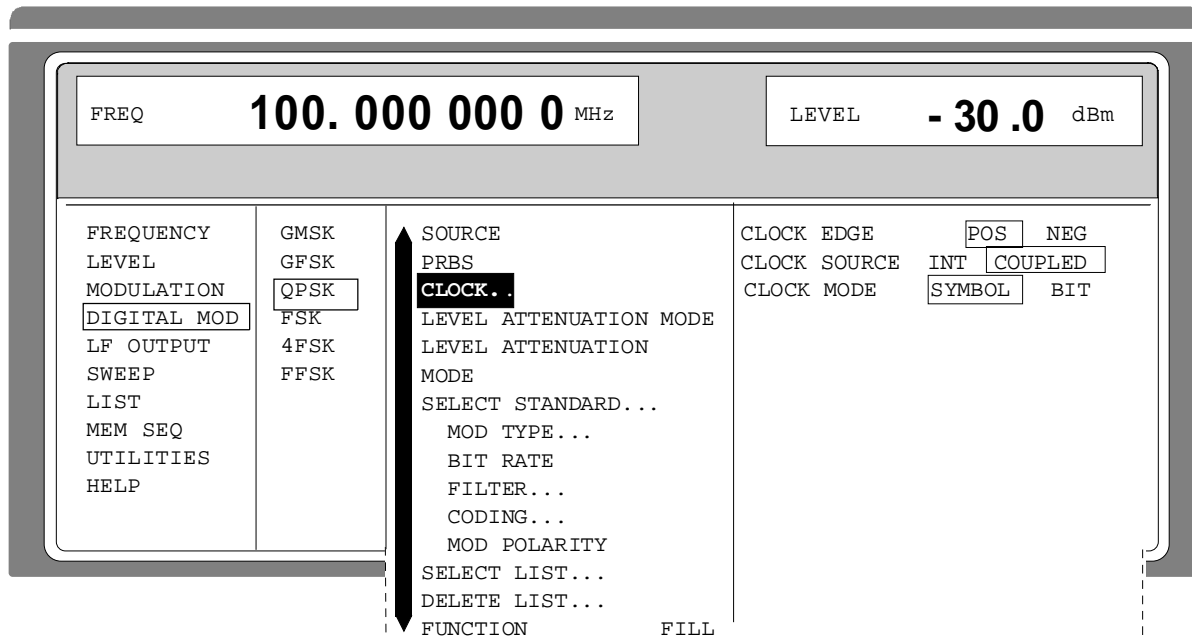 FREQ 100. 000 000 0 MHz LEVEL - 30 .0 dBm
FREQUENCY GMSK SOURCE CLOCK EDGE POS NEG
LEVEL GFSK PRBS CLOCK SOURCE INT COUPLED
MODULATION QPSK CLOCK.. CLOCK MODE SYMBOL BIT
DIGITAL MOD FSK LEVEL ATTENUATION MODE
LF OUTPUT 4FSK LEVEL ATTENUATION
SWEEP FFSK MODE
LIST SELECT STANDARD...
MEM SEQ MOD TYPE...
UTILITIES BIT RATE
HELP FILTER...
CODING...
MOD POLARITY
SELECT LIST...
DELETE LIST...
FUNCTION FILL